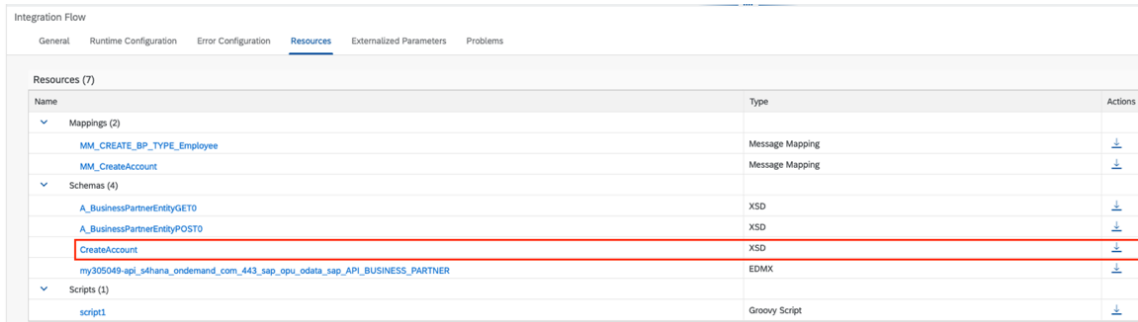 Integration Flow
General Runtime Configuration Error Configuration Resources Externalized Parameters Problems
Resources (7)
Name Type Actions
Mappings (2)
MM_CREATE_BP_TYPE_Employee Message Mapping
MM_CreateAccount Message Mapping
Schemas (4)
A_BusinessPartnerEntityGET0 XSD
A_BusinessPartnerEntityPOST0 XSD
CreateAccount XSD
my305049-api_s4hana_ondemand_com_443_sap_opu_odata_sap_API_BUSINESS_PARTNER EDMX
Scripts (1)
script1 Groovy Script